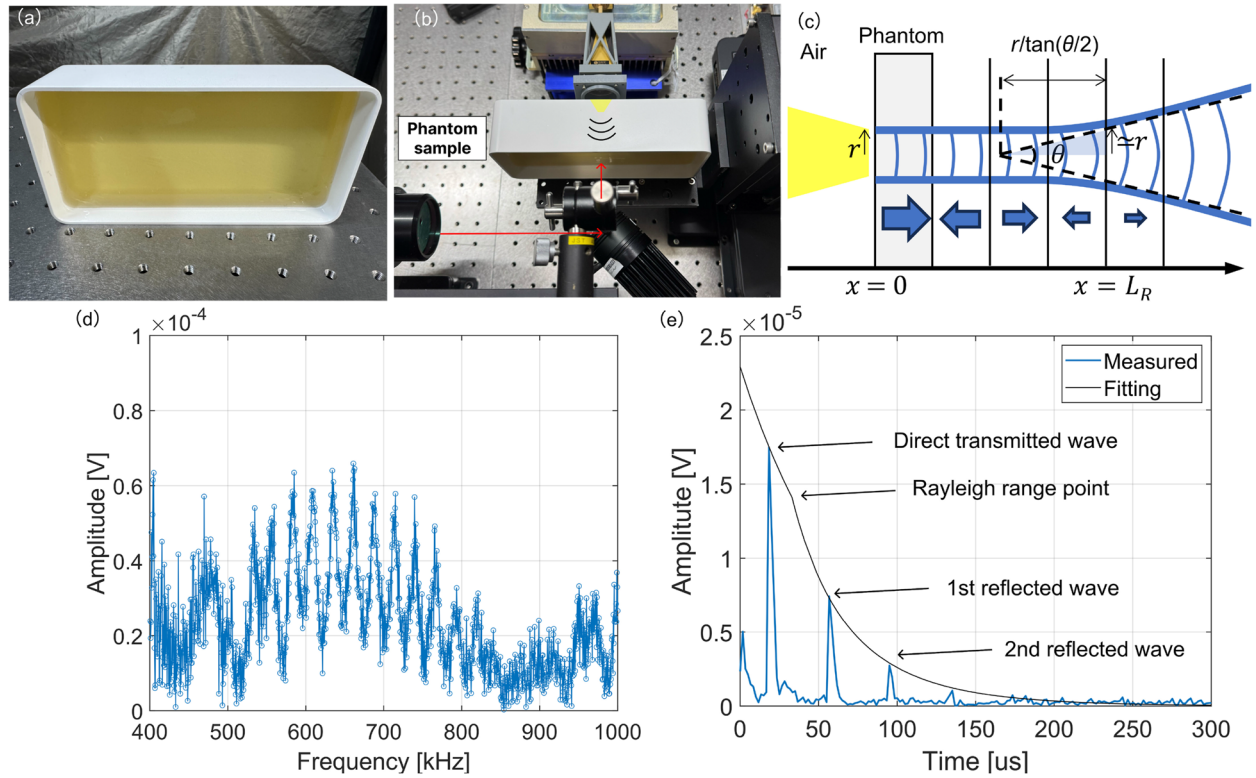 (a)
(b)
Phantom
sample
(c)
Air
Phantom
r/tan(θ/2)
r
θ
≃r
x = 0
x = L_R
(d)
×10⁻⁴
1
0.8
0.6
0.4
0.2
0
Amplitude [V]
400
500
600
700
800
900
1000
Frequency [kHz]
(e)
×10⁻⁵
2.5
2
1.5
1
0.5
0
Amplitute [V]
Measured
Fitting
Direct transmitted wave
Rayleigh range point
1st reflected wave
2nd reflected wave
0
50
100
150
200
250
300
Time [us]